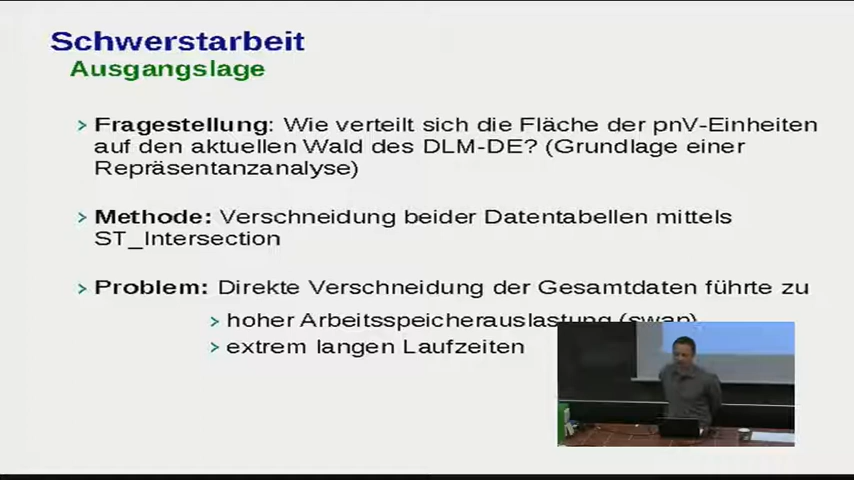 Schwerstarbeit
Ausgangslage
Fragestellung: Wie verteilt sich die Fläche der pnV-Einheiten
auf den aktuellen Wald des DLM-DE? (Grundlage einer
Repräsentanzanalyse)
Methode: Verschneidung beider Datentabellen mittels
ST_Intersection
Problem: Direkte Verschneidung der Gesamtdaten führte zu
hoher Arbeitsspeicherauslastung (swap)
extrem langen Laufzeiten